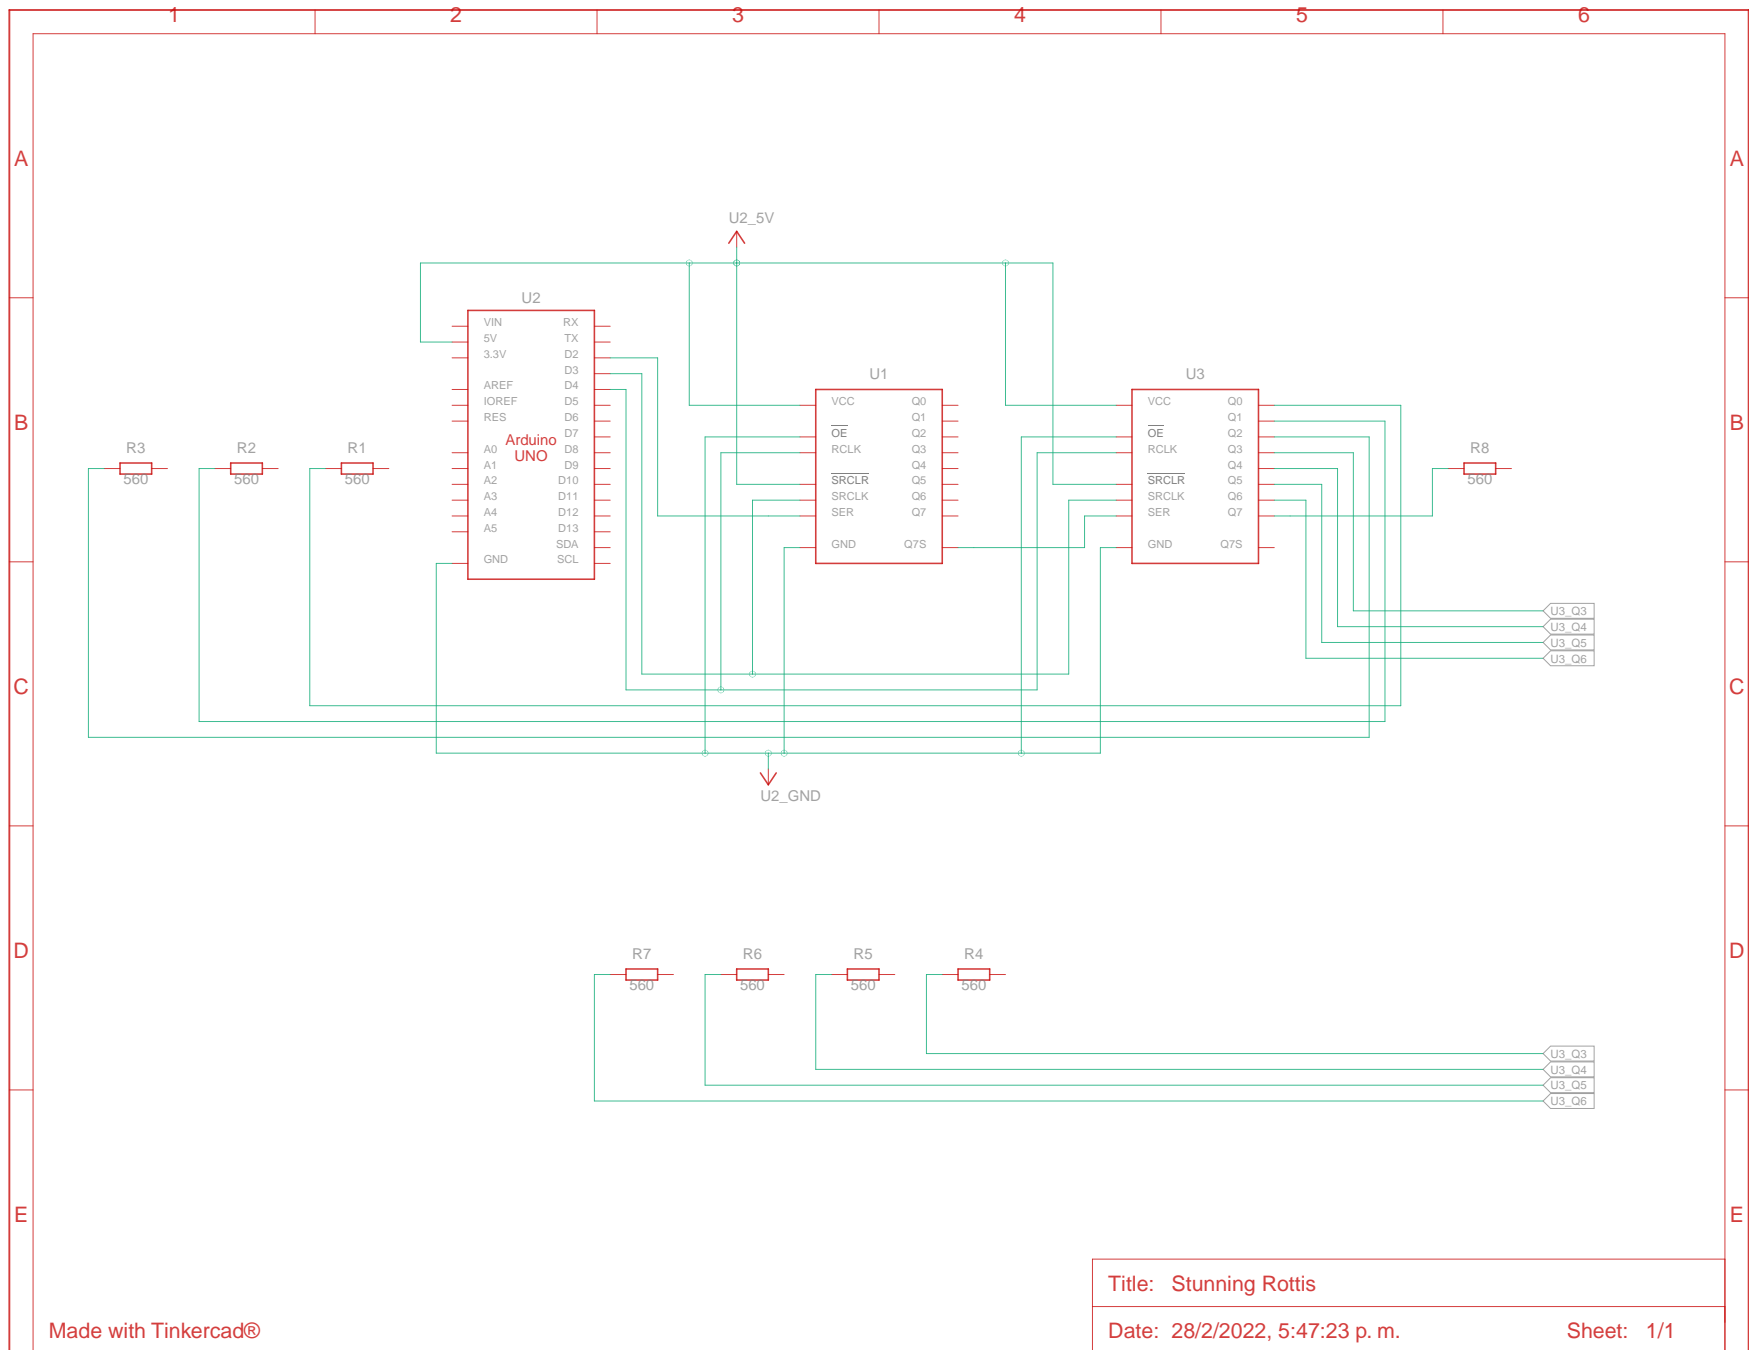 1 2 3 4 5 6
A A
U2_5V
U2
VIN RX
5V TX
3.3V D2
D3
AREF D4
IOREF D5
RES D6
D7
A0 D8
A1 D9
A2 D10
A3 D11
A4 D12
A5 D13
SDA
GND SCL
Arduino
UNO
U1
VCC Q0
Q1
OE Q2
RCLK Q3
Q4
SRCLR Q5
SRCLK Q6
SER Q7
GND Q7S
U3
VCC Q0
Q1
OE Q2
RCLK Q3
Q4
SRCLR Q5
SRCLK Q6
SER Q7
GND Q7S
B B
R3 R2 R1 R8
560 560 560 560
U3_Q3
U3_Q4
U3_Q5
U3_Q6
C C
U2_GND
D D
R7 R6 R5 R4
560 560 560 560
U3_Q3
U3_Q4
U3_Q5
U3_Q6
E E
Title: Stunning Rottis
Made with Tinkercad®
Date: 28/2/2022, 5:47:23 p. m. Sheet: 1/1